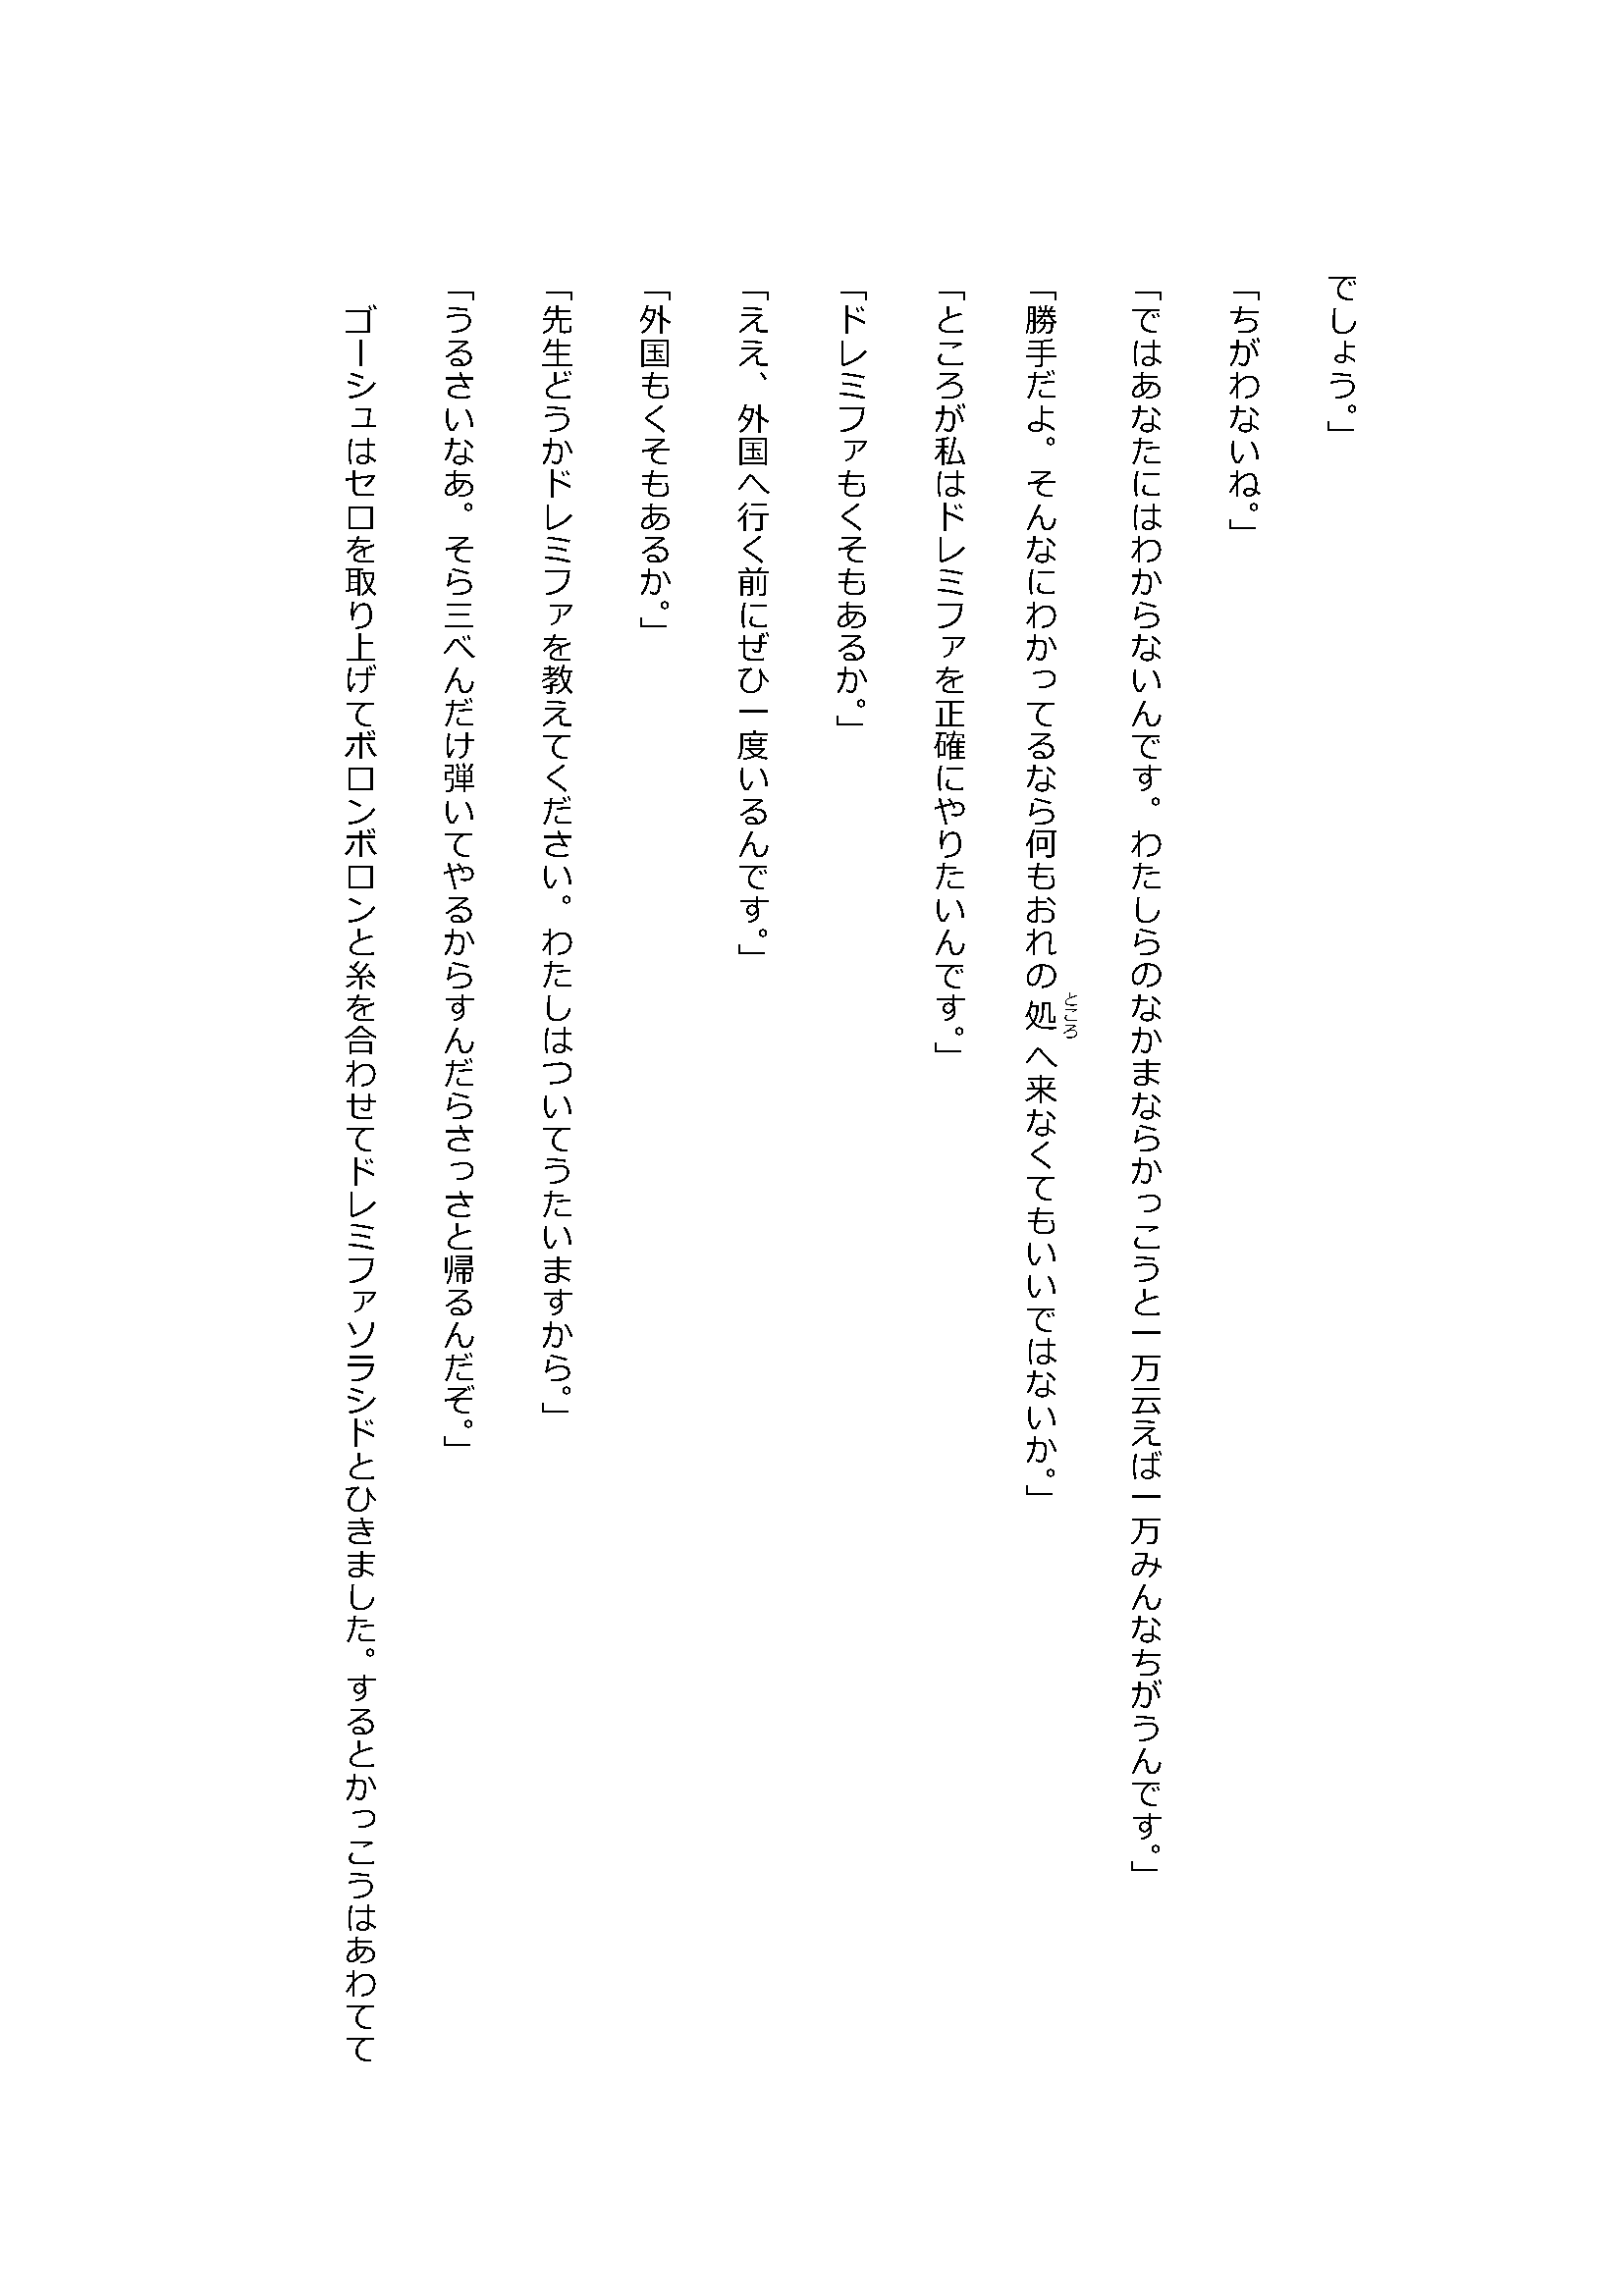 でしょう。」
「ちがわないね。」
「ではあなたにはわからないんです。わたしらのなかまならかっこうと一万云えば一万みんなちがうんです。」
「勝手だよ。そんなにわかってるなら何もおれの処へ来なくてもいいではないか。」
ところ
「ところが私はドレミファを正確にやりたいんです。」
「ドレミファもくそもあるか。」
「ええ、外国へ行く前にぜひ一度いるんです。」
「外国もくそもあるか。」
「先生どうかドレミファを教えてください。わたしはついてうたいますから。」
「うるさいなあ。そら三べんだけ弾いてやるからすんだらさっさと帰るんだぞ。」
ゴーシュはセロを取り上げてボロンボロンと糸を合わせてドレミファソラシドとひきました。するとかっこうはあわてて